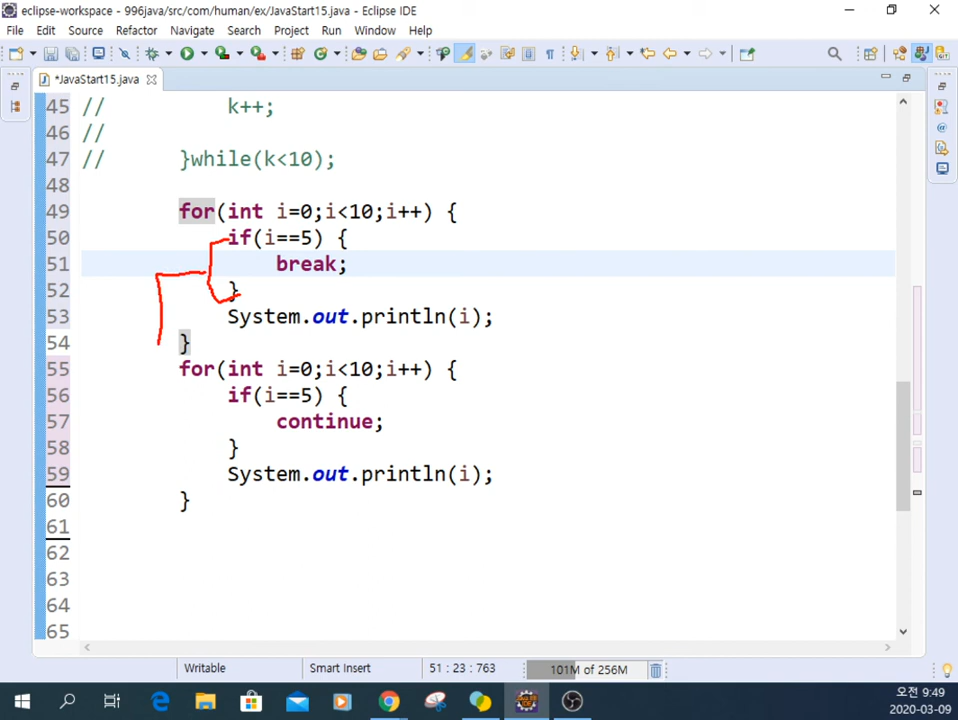 eclipse-workspace - 996java/src/com/human/ex/JavaStart15.java - Eclipse IDE
File Edit Source Refactor Navigate Search Project Run Window Help
*JavaStart15.java
45 // k++;
46 //
47 // }while(k<10);
48
49 for(int i=0;i<10;i++) {
50 if(i==5) {
51 break;
52 }
53 System.out.println(i);
54 }
55 for(int i=0;i<10;i++) {
56 if(i==5) {
57 continue;
58 }
59 System.out.println(i);
60 }
61
62
63
64
65
Writable Smart Insert 51 : 23 : 763 101M of 256M
오전 9:49
2020-03-09